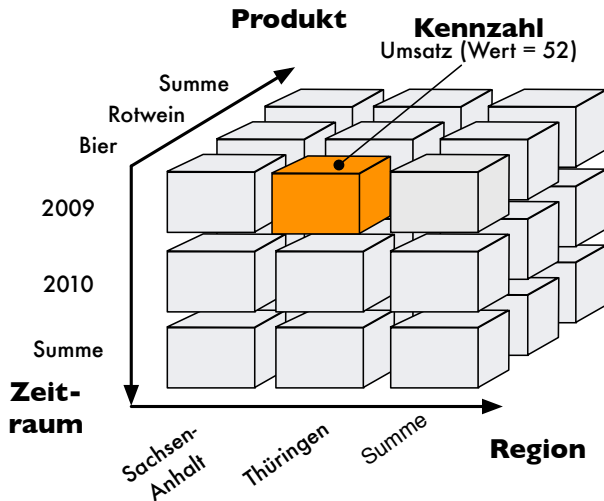 Produkt
Kennzahl
Umsatz (Wert = 52)
Summe
Rotwein
Bier
2009
2010
Summe
Zeit-
raum
Sachsen-
Anhalt
Thüringen
Summe
Region